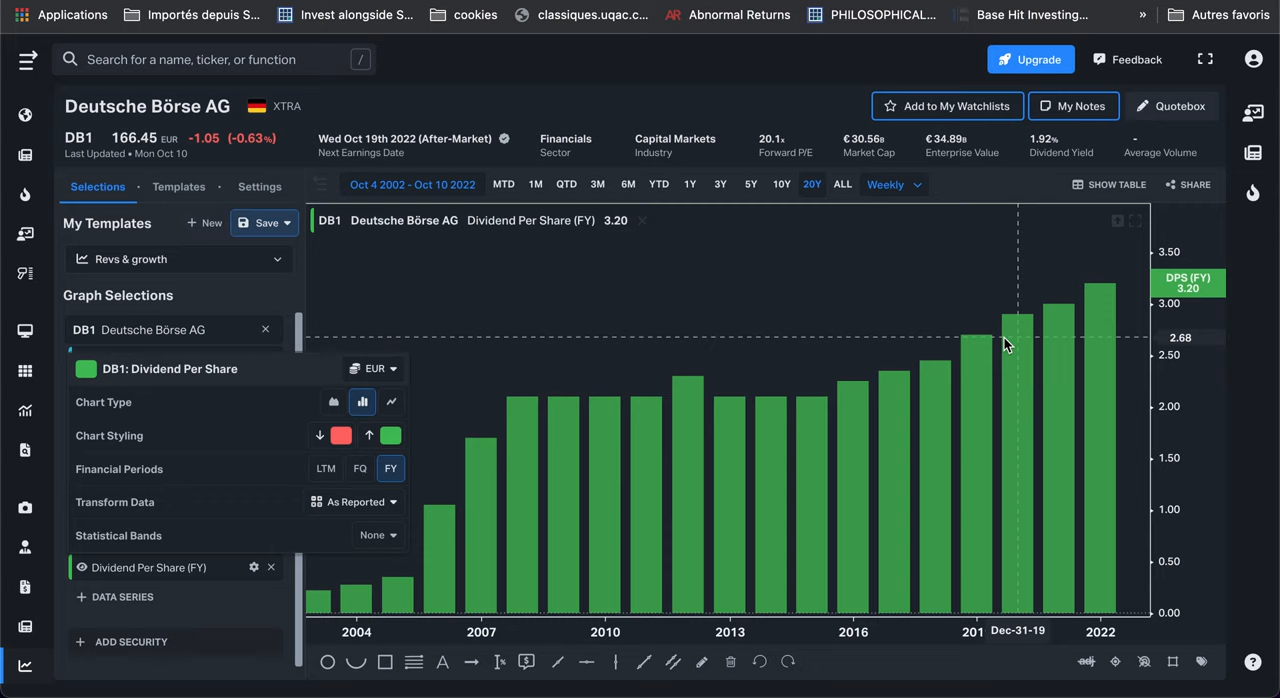 Applications Importés depuis S... Invest alongside S... cookies classiques.uqac.c... AR Abnormal Returns PHILOSOPHICAL... Base Hit Investing... » Autres favoris
Search for a name, ticker, or function / Upgrade Feedback
Deutsche Börse AG XTRA Add to My Watchlists My Notes Quotebox
DB1 166.45 EUR -1.05 (-0.63%) Wed Oct 19th 2022 (After-Market) Financials Capital Markets 20.1x €30.56B €34.89B 1.92% -
Last Updated • Mon Oct 10 Next Earnings Date Sector Industry Forward P/E Market Cap Enterprise Value Dividend Yield Average Volume
Selections • Templates • Settings Oct 4 2002 - Oct 10 2022 MTD 1M QTD 3M 6M YTD 1Y 3Y 5Y 10Y 20Y ALL Weekly SHOW TABLE SHARE
My Templates + New Save DB1 Deutsche Börse AG Dividend Per Share (FY) 3.20 ×
Revs & growth
Graph Selections
DB1 Deutsche Börse AG ×
DB1: Dividend Per Share EUR
Chart Type
Chart Styling ↓ ↑
Financial Periods LTM FQ FY
Transform Data As Reported
Statistical Bands None
Dividend Per Share (FY) ×
+ DATA SERIES
+ ADD SECURITY
3.50
DPS (FY)
3.20
3.00
2.68
2.50
2.00
1.50
1.00
0.50
0.00
2004 2007 2010 2013 2016 201 Dec-31-19 2022
A % $ adj
?